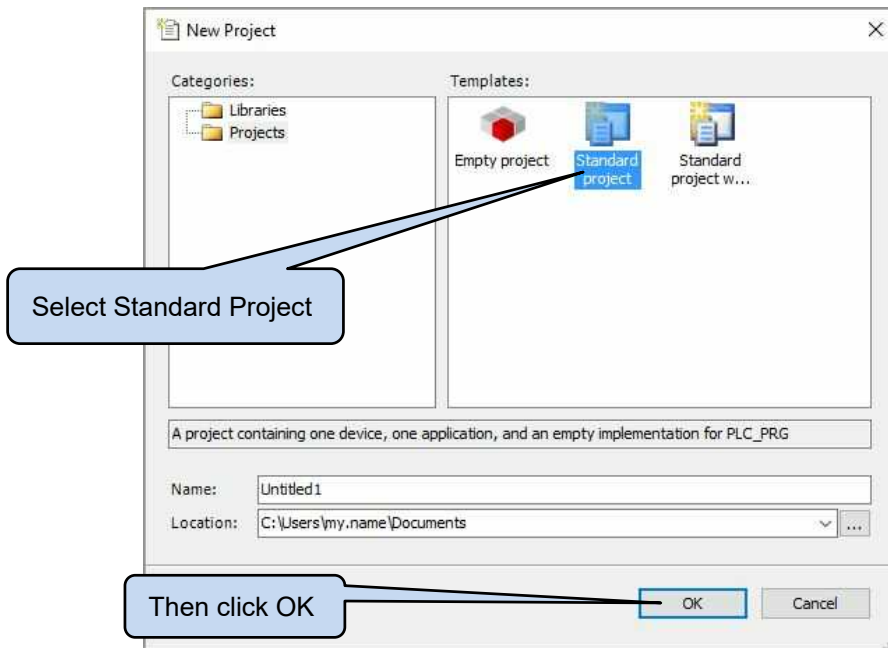 New Project
Categories:
Templates:
Libraries
Projects
Empty project
Standard
project
Standard
project w...
Select Standard Project
A project containing one device, one application, and an empty implementation for PLC_PRG
Name:
Untitled1
Location:
C:\Users\my.name\Documents
...
Then click OK
OK
Cancel